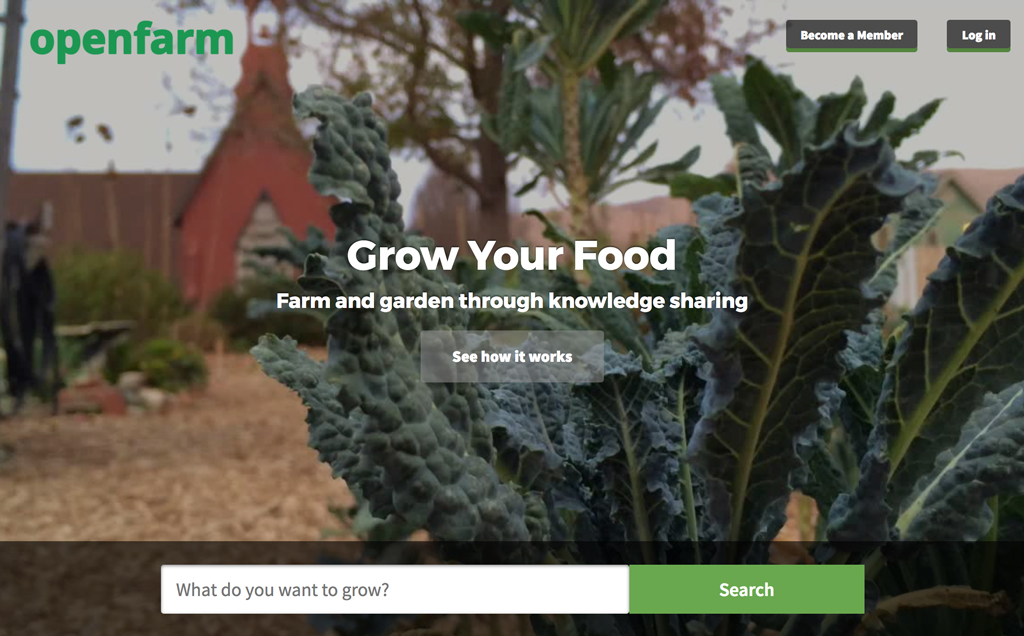 openfarm
Become a Member
Log in
Grow Your Food
Farm and garden through knowledge sharing
See how it works
What do you want to grow?
Search